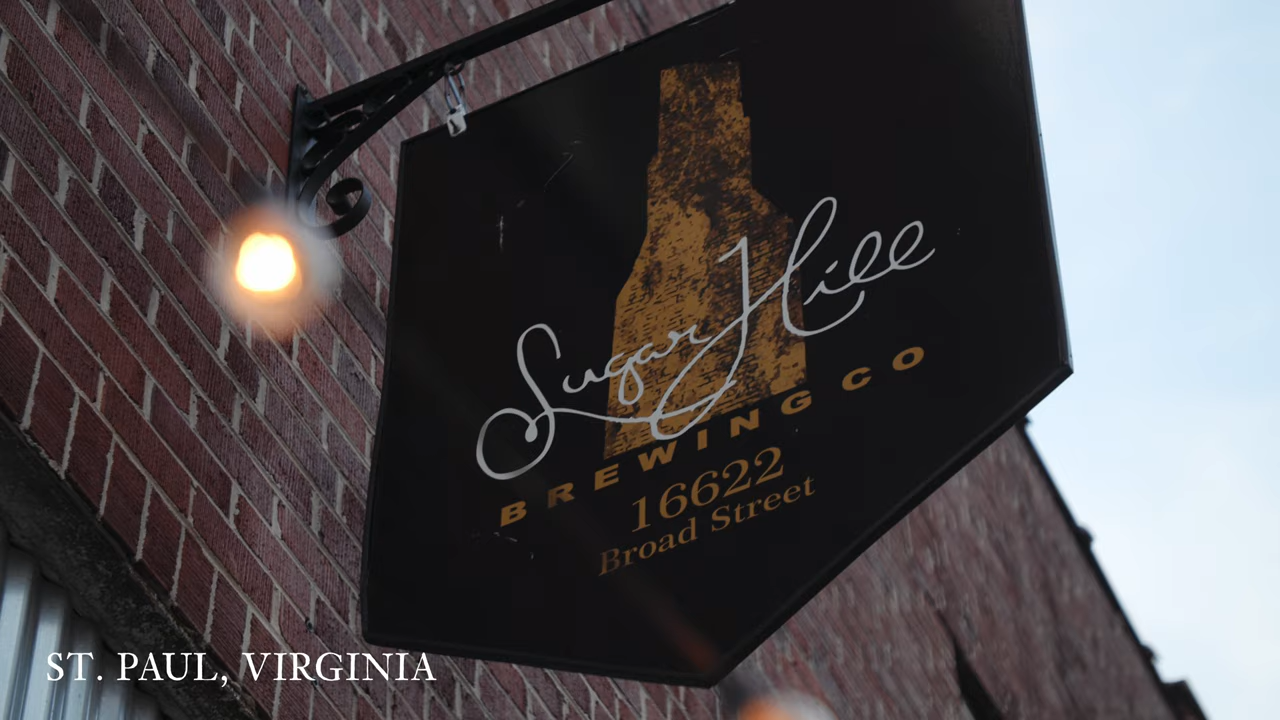 Sugar Hill
BREWING CO
16622
Broad Street
ST. PAUL, VIRGINIA